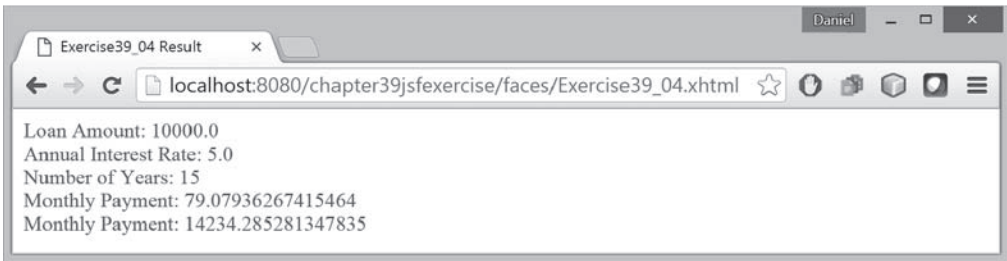 Daniel
Exercise39_04 Result
localhost:8080/chapter39jsfexercise/faces/Exercise39_04.xhtml
Loan Amount: 10000.0
Annual Interest Rate: 5.0
Number of Years: 15
Monthly Payment: 79.07936267415464
Monthly Payment: 14234.285281347835